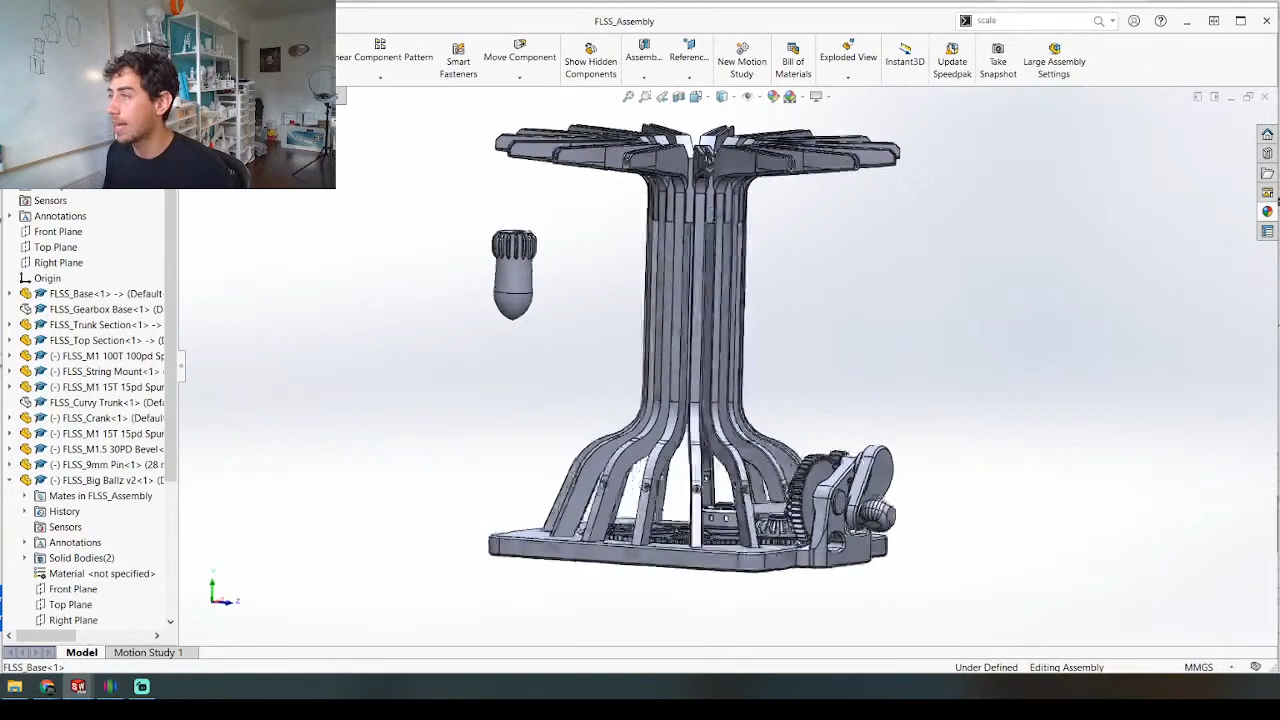 FLSS_Assembly
scale
near Component Pattern
Smart
Fasteners
Move Component
Show Hidden
Components
Assemb...
Referenc...
New Motion
Study
Bill of
Materials
Exploded View
Instant3D
Update
Speedpak
Take
Snapshot
Large Assembly
Settings
Sensors
Annotations
Front Plane
Top Plane
Right Plane
Origin
FLSS_Base<1> -> (Default
FLSS_Gearbox Base<1> (D
FLSS_Trunk Section<1> ->
FLSS_Top Section<1> -> (
(-) FLSS_M1 100T 100pd Sp
(-) FLSS_String Mount<1> (
(-) FLSS_M1 15T 15pd Spur
FLSS_Curvy Trunk<1> (Defa
(-) FLSS_Crank<1> (Default
(-) FLSS_M1 15T 15pd Spur
(-) FLSS_M1.5 30PD Bevel<
(-) FLSS_9mm Pin<1> (28 m
(-) FLSS_Big Ballz v2<1> (D
Mates in FLSS_Assembly
History
Sensors
Annotations
Solid Bodies(2)
Material <not specified>
Front Plane
Top Plane
Right Plane
Y
Z
Model
Motion Study 1
FLSS_Base<1>
Under Defined
Editing Assembly
MMGS